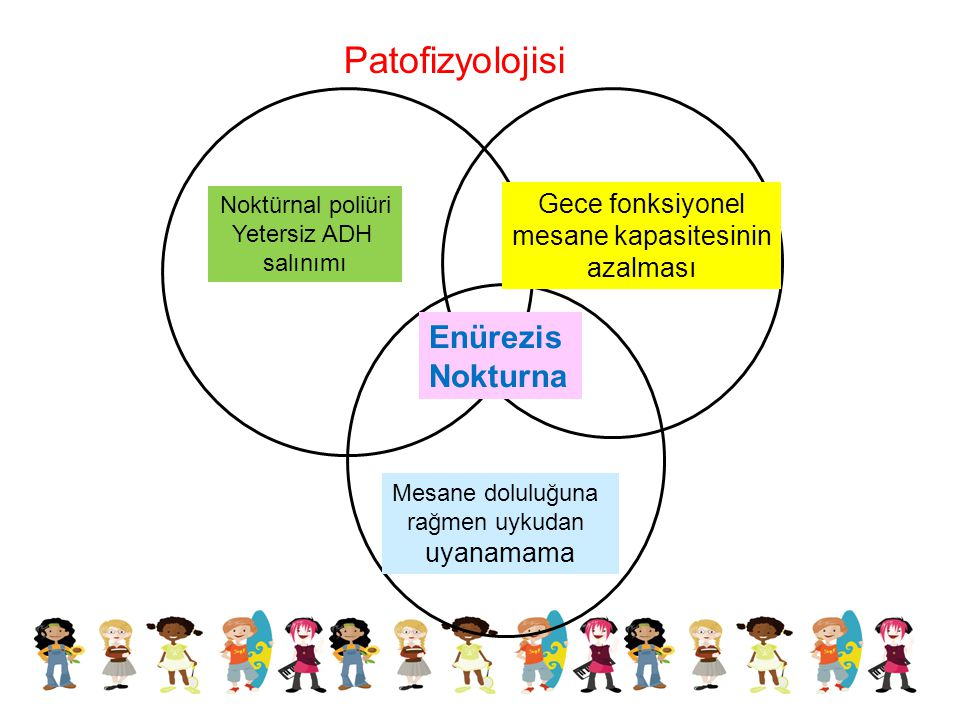 Patofizyolojisi
Noktürnal poliüri
Yetersiz ADH
salınımı
Gece fonksiyonel
mesane kapasitesinin
azalması
Enürezis
Nokturna
Mesane doluluğuna
rağmen uykudan
uyanamama